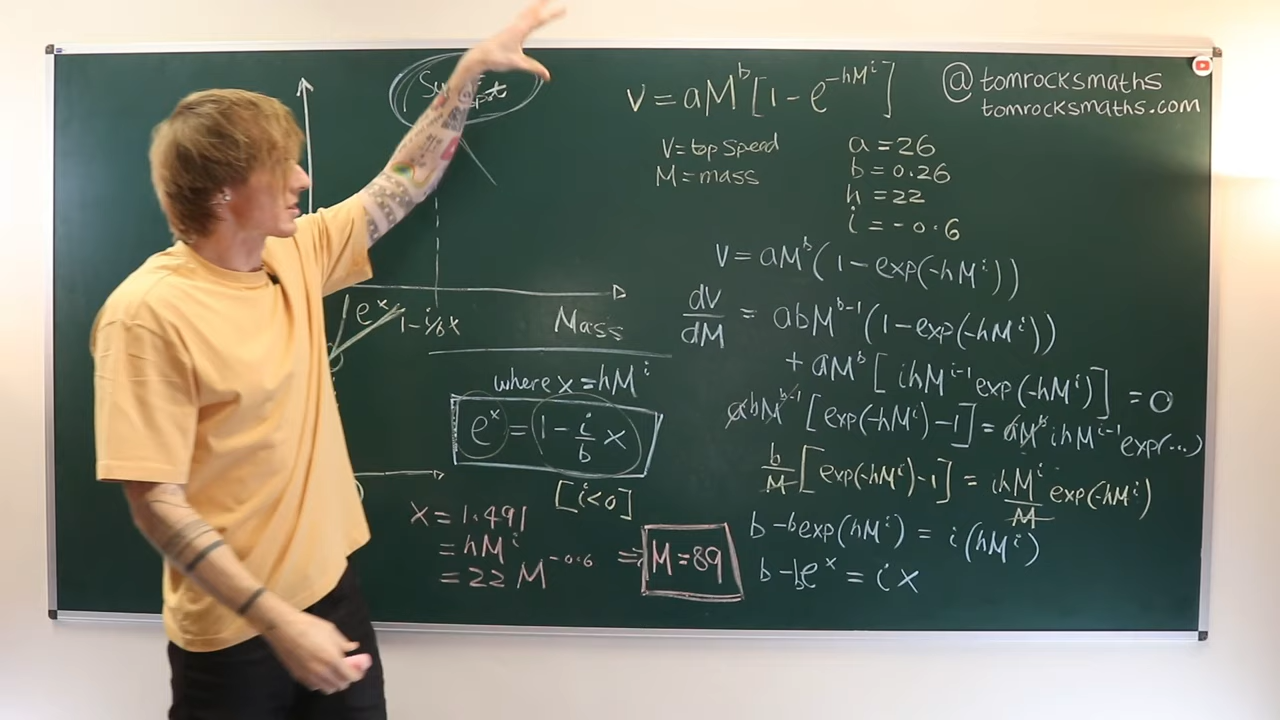 V = aM^b [1 - e^{-hM^i}]
@ tomrocksmaths
tomrocksmaths.com
V = top Speed
M = mass
a = 26
b = 0.26
h = 22
i = -0.6
V = aM^b (1 - exp(-hM^i))
dV/dM = abM^{b-1} (1 - exp(-hM^i))
+ aM^b [ihM^{i-1} exp(-hM^i)] = 0
abM^{b-1} [exp(-hM^i) - 1] = aM^b ihM^{i-1} exp(...)
b/M [exp(-hM^i) - 1] = ihM^i/M exp(-hM^i)
b - b exp(hM^i) = i(hM^i)
b - be^x = ix
Mass
e^x
1 - i/b x
where x = hM^i
e^x = 1 - i/b x
[i<0]
x = 1.491
= hM^i
= 22 M^{-0.6} ⇒ M = 89